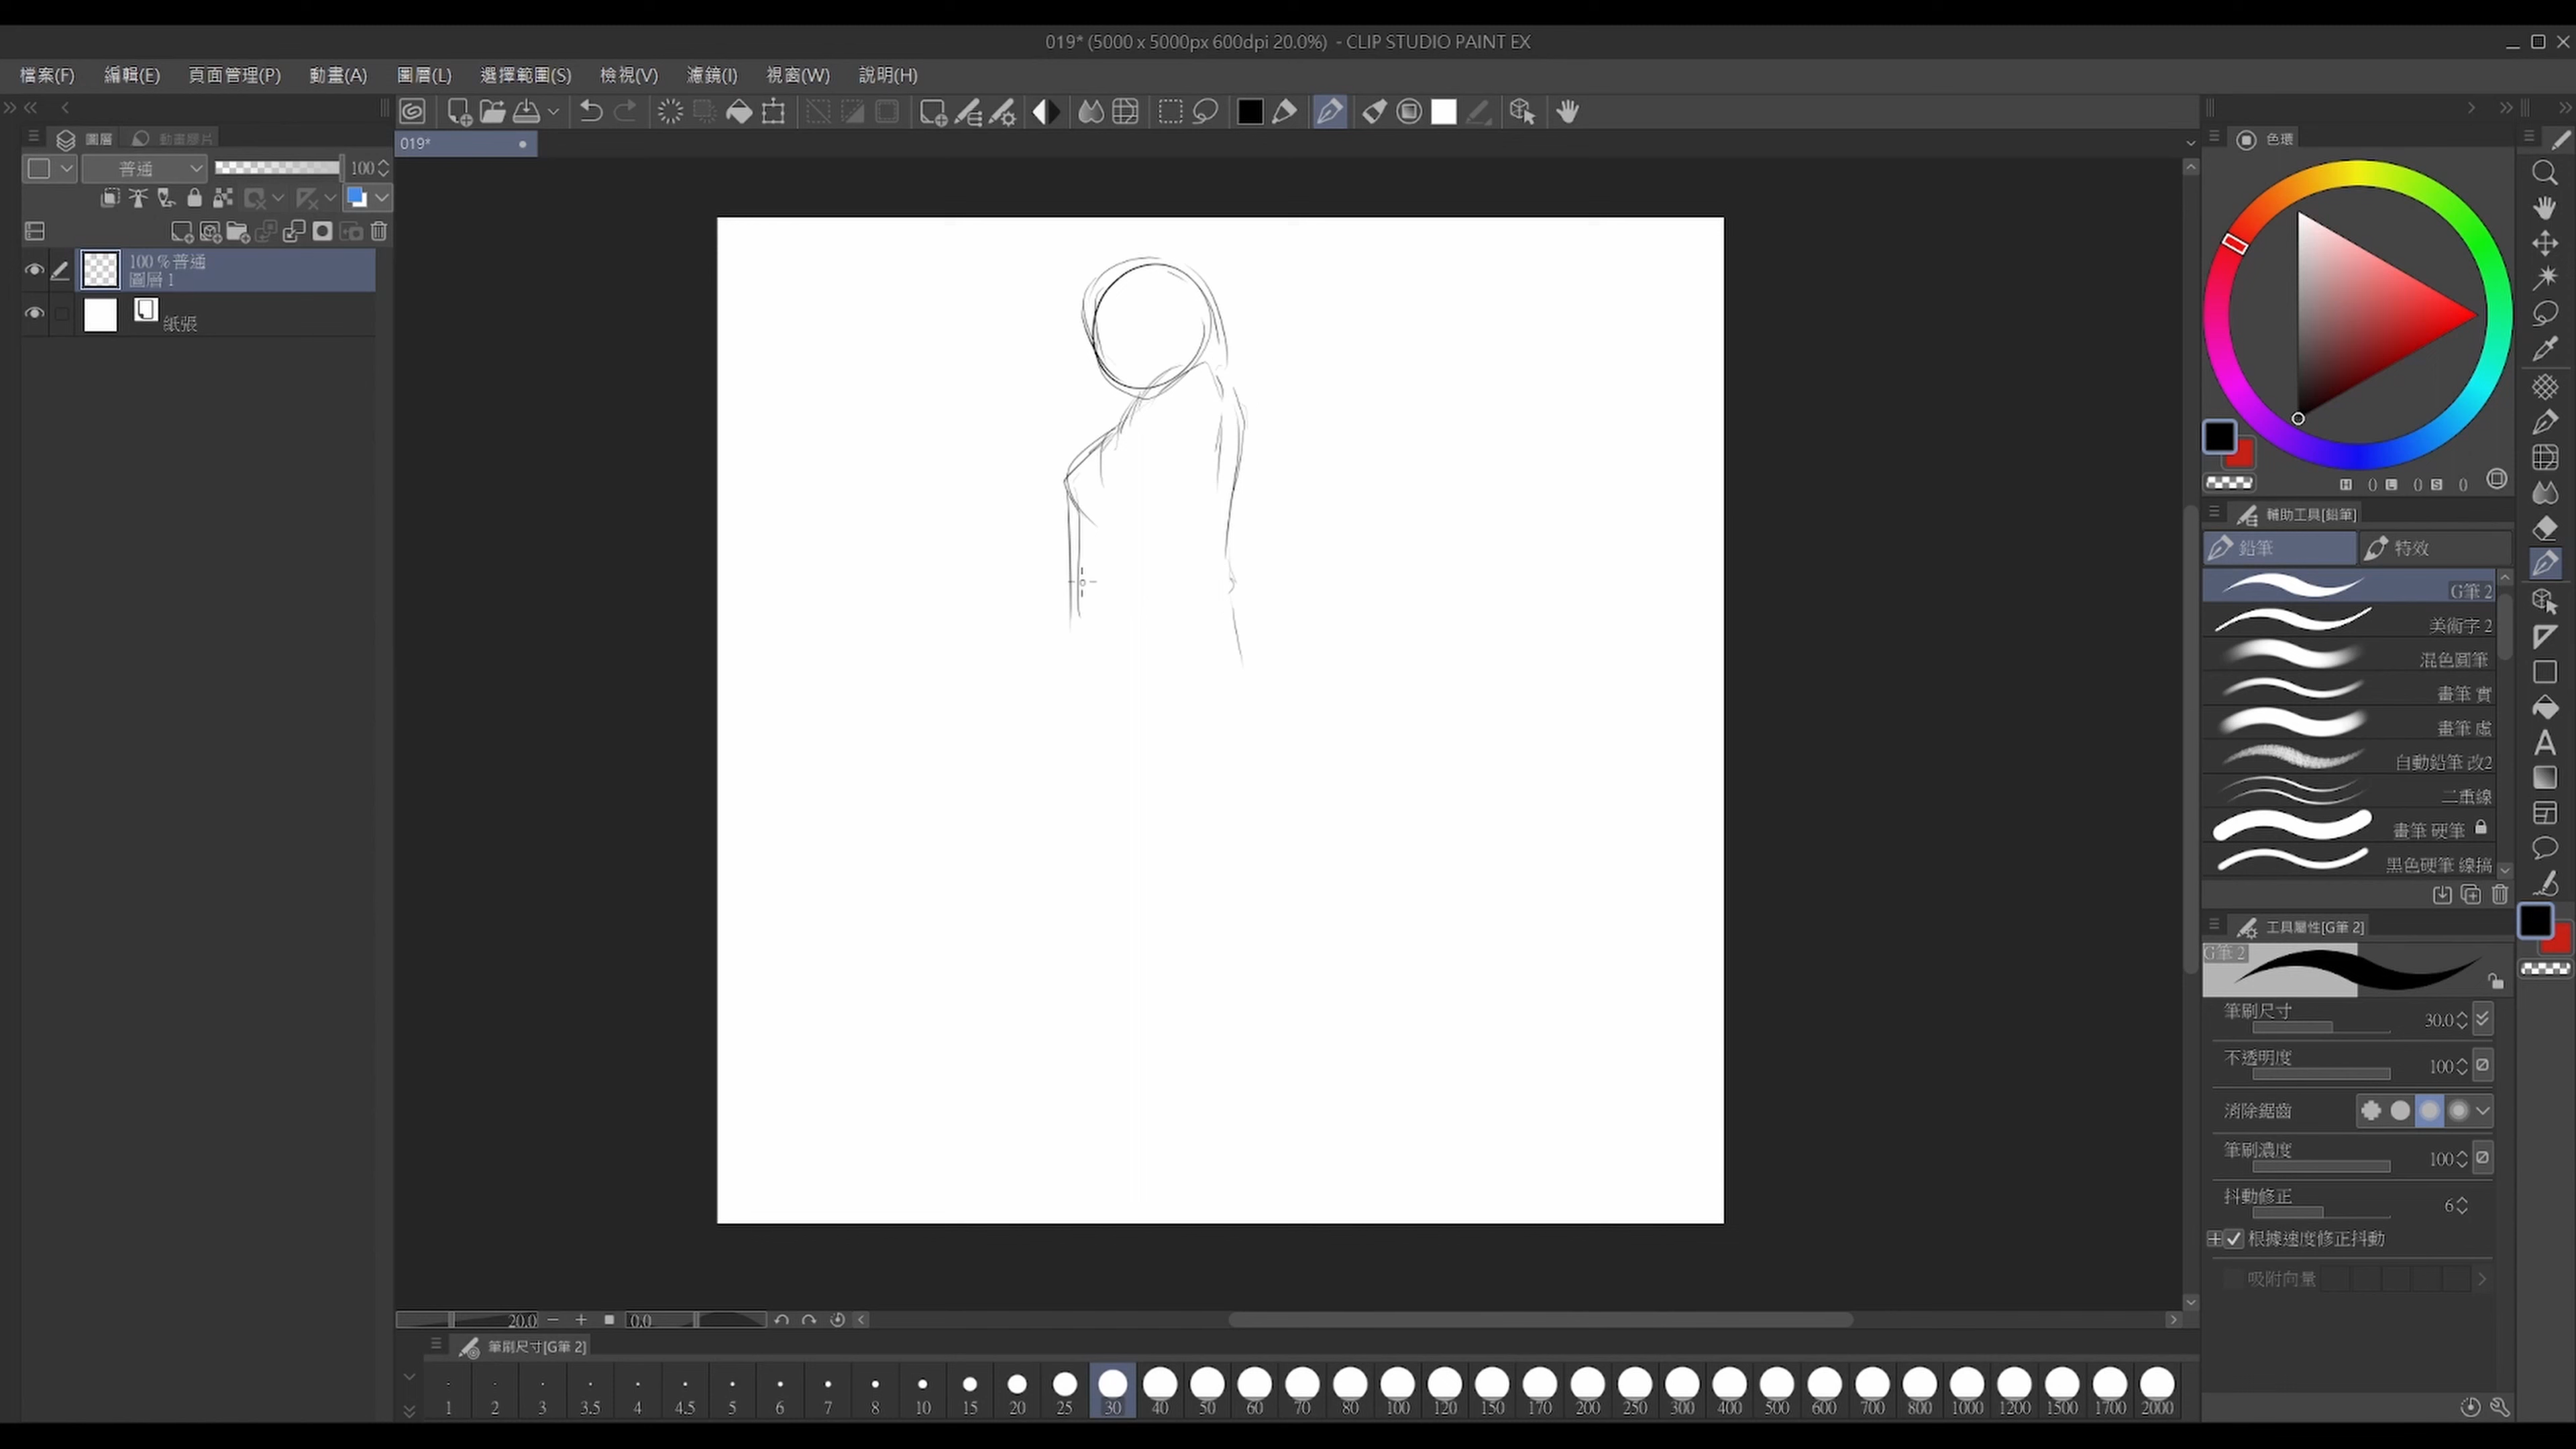 019* (5000 x 5000px 600dpi 20.0%) - CLIP STUDIO PAINT EX
檔案(F) 編輯(E) 頁面管理(P) 動畫(A) 圖層(L) 選擇範圍(S) 檢視(V) 濾鏡(I) 視窗(W) 說明(H)
圖層 動畫膠片
019*
色環
普通 100
100 %普通
圖層 1
紙張
H 0 L 0 S 0
輔助工具[鉛筆]
鉛筆 特效
G筆 2
美術字 2
混色圓筆
畫筆 實
畫筆 虛
自動鉛筆 改2
二重線
畫筆 硬筆
黑色硬筆 線搞
工具屬性[G筆 2]
G筆 2
筆刷尺寸 30.0
不透明度 100
消除鋸齒
筆刷濃度 100
抖動修正 6
根據速度修正抖動
吸附向量
20.0 0.0
筆刷尺寸[G筆 2]
1 2 3 3.5 4 4.5 5 6 7 8 10 15 20 25 30 40 50 60 70 80 100 120 150 170 200 250 300 400 500 600 700 800 1000 1200 1500 1700 2000